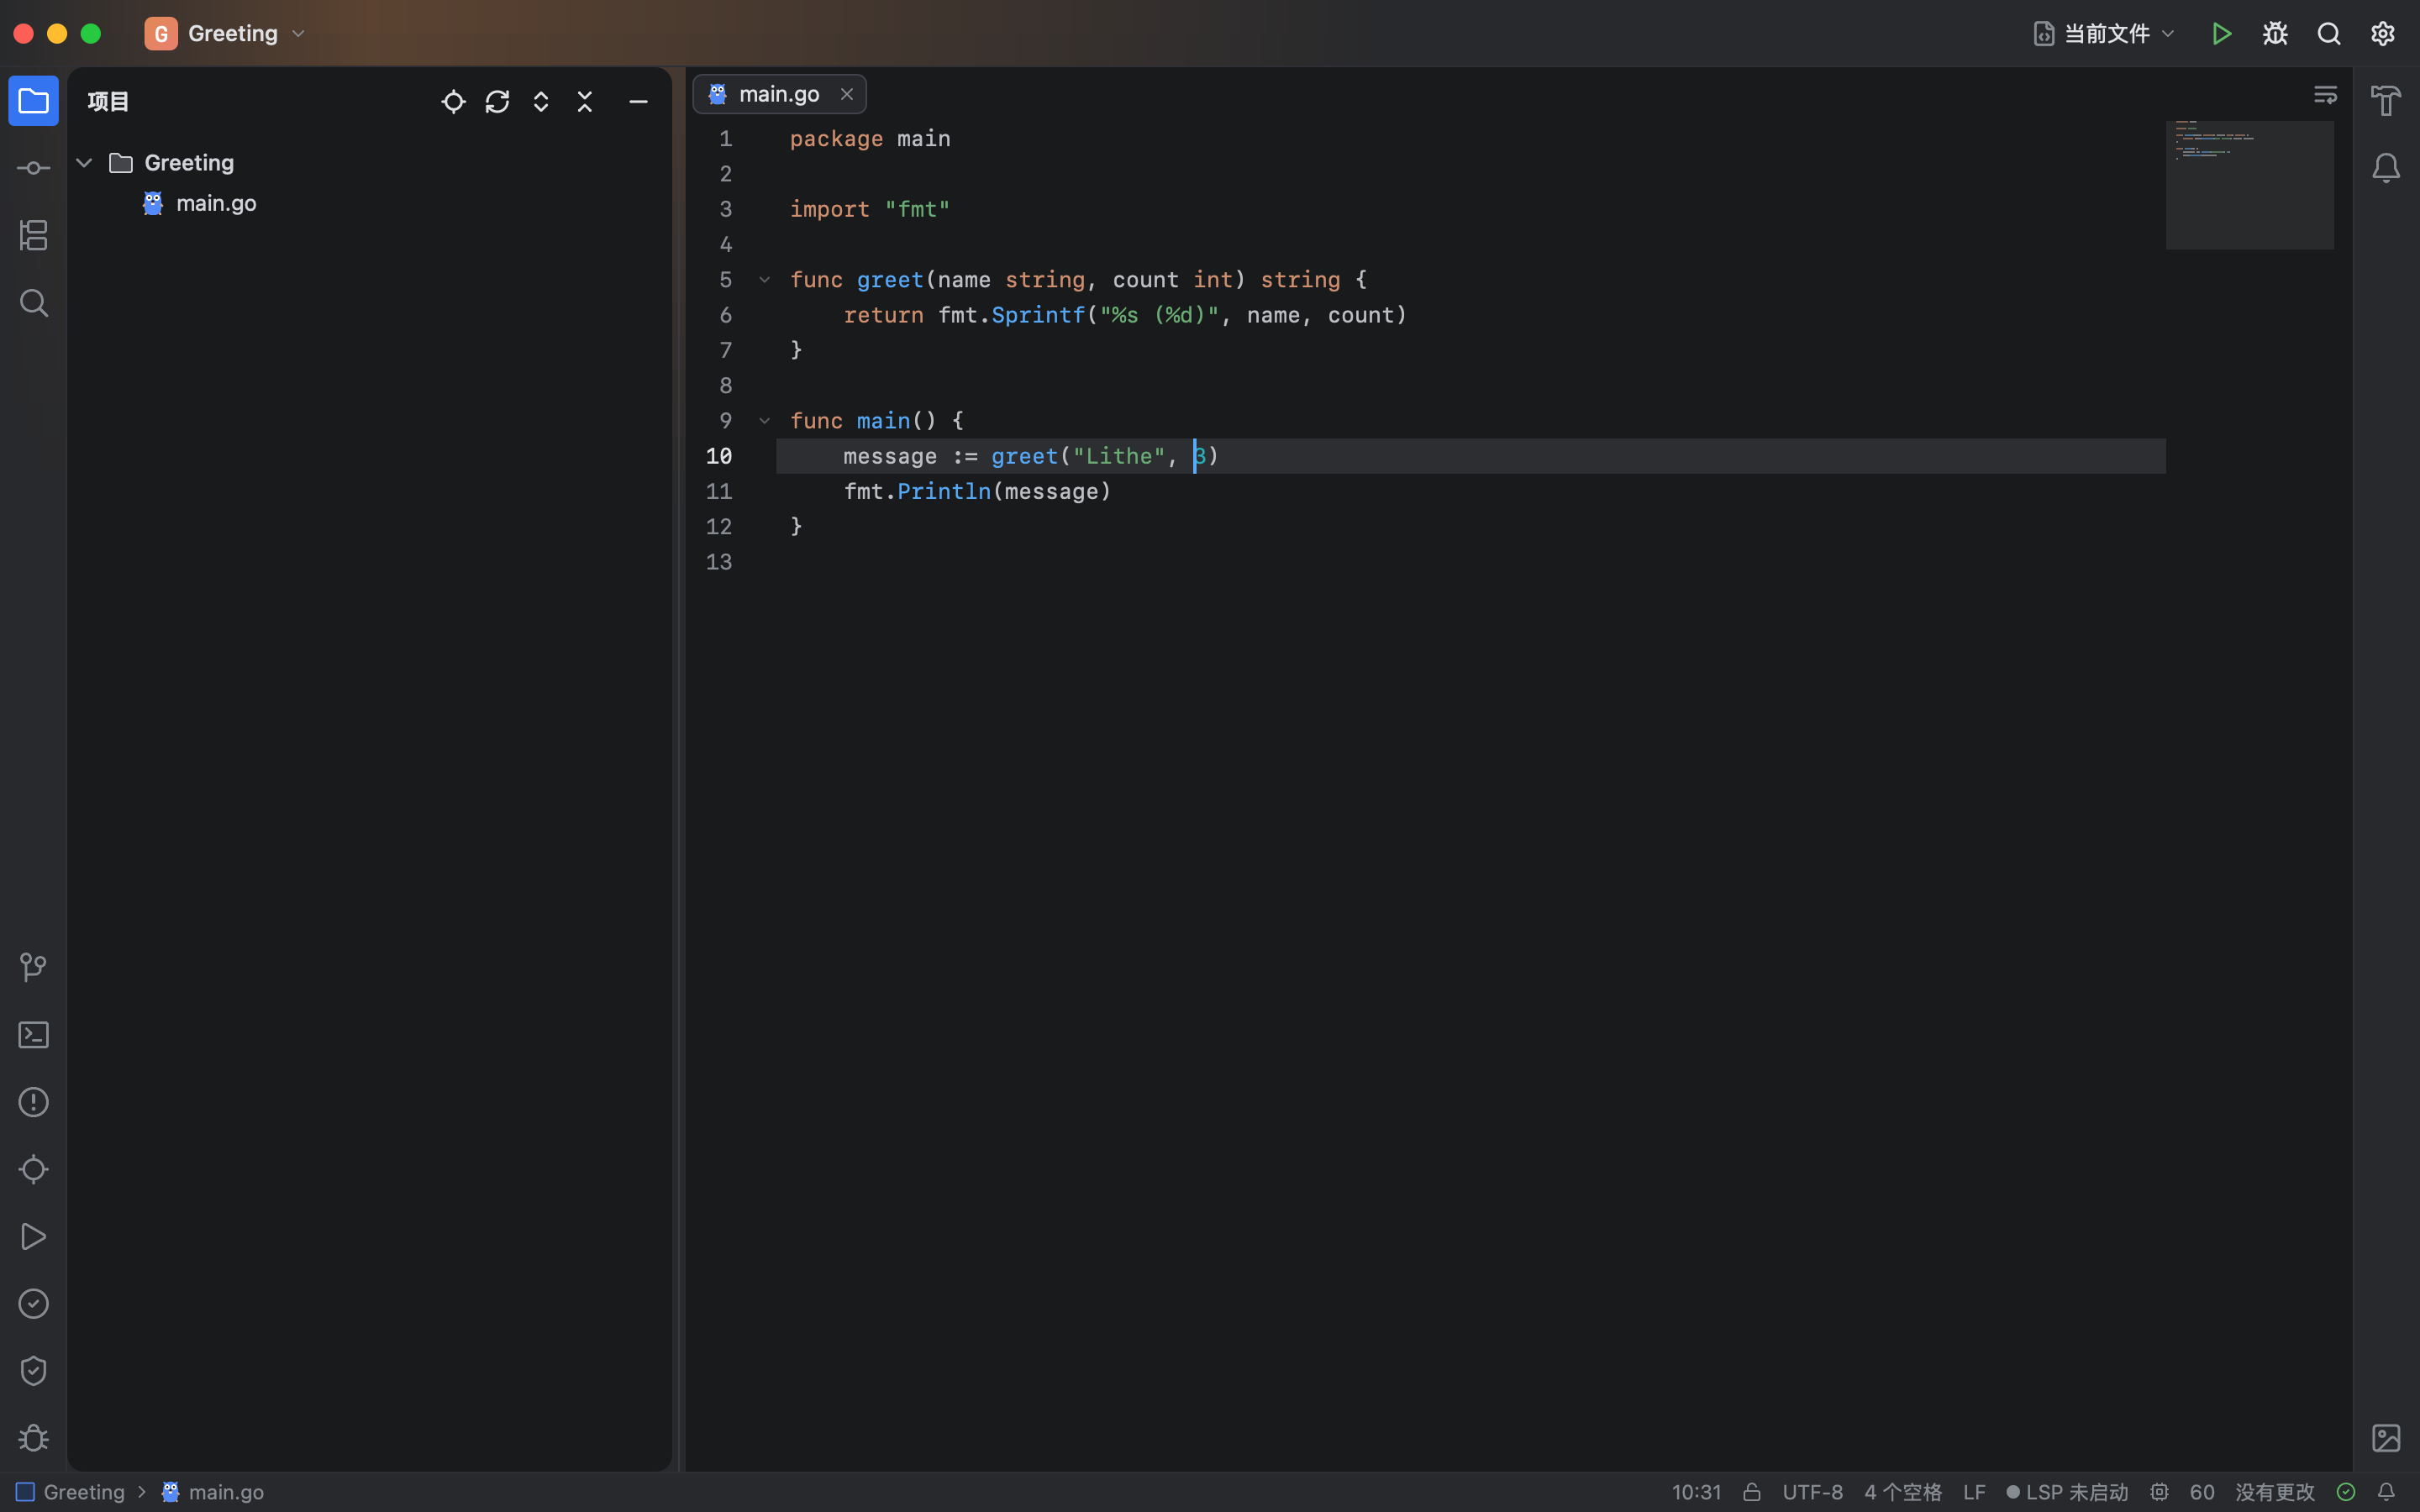 G Greeting
当前文件
项目
Greeting
main.go
main.go
1 package main
2
3 import "fmt"
4
5 func greet(name string, count int) string {
6     return fmt.Sprintf("%s (%d)", name, count)
7 }
8
9 func main() {
10     message := greet("Lithe", 3)
11     fmt.Println(message)
12 }
13
Greeting > main.go
10:31 UTF-8 4 个空格 LF LSP 未启动 60 没有更改